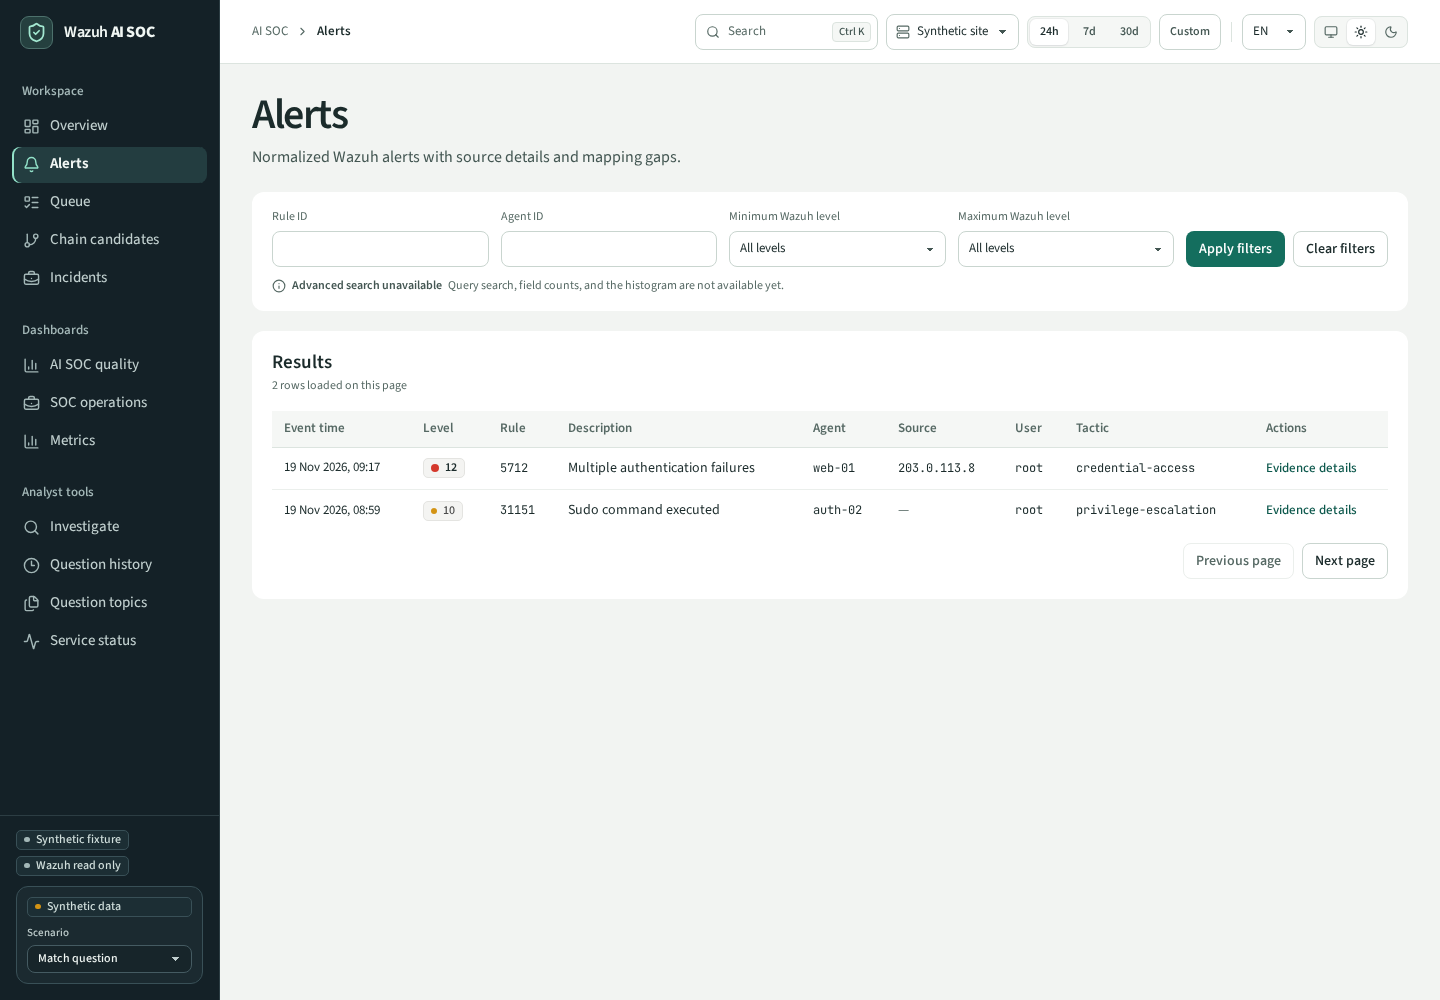 Wazuh AI SOC
Workspace
Overview
Alerts
Queue
Chain candidates
Incidents
Dashboards
AI SOC quality
SOC operations
Metrics
Analyst tools
Investigate
Question history
Question topics
Service status
Synthetic fixture
Wazuh read only
Synthetic data
Scenario
Match question
AI SOC > Alerts
Search Ctrl K
Synthetic site
24h 7d 30d
Custom
EN
Alerts
Normalized Wazuh alerts with source details and mapping gaps.
Rule ID Agent ID Minimum Wazuh level Maximum Wazuh level
All levels All levels Apply filters Clear filters
Advanced search unavailable Query search, field counts, and the histogram are not available yet.
Results
2 rows loaded on this page
Event time Level Rule Description Agent Source User Tactic Actions
19 Nov 2026, 09:17 12 5712 Multiple authentication failures web-01 203.0.113.8 root credential-access Evidence details
19 Nov 2026, 08:59 10 31151 Sudo command executed auth-02 — root privilege-escalation Evidence details
Previous page Next page